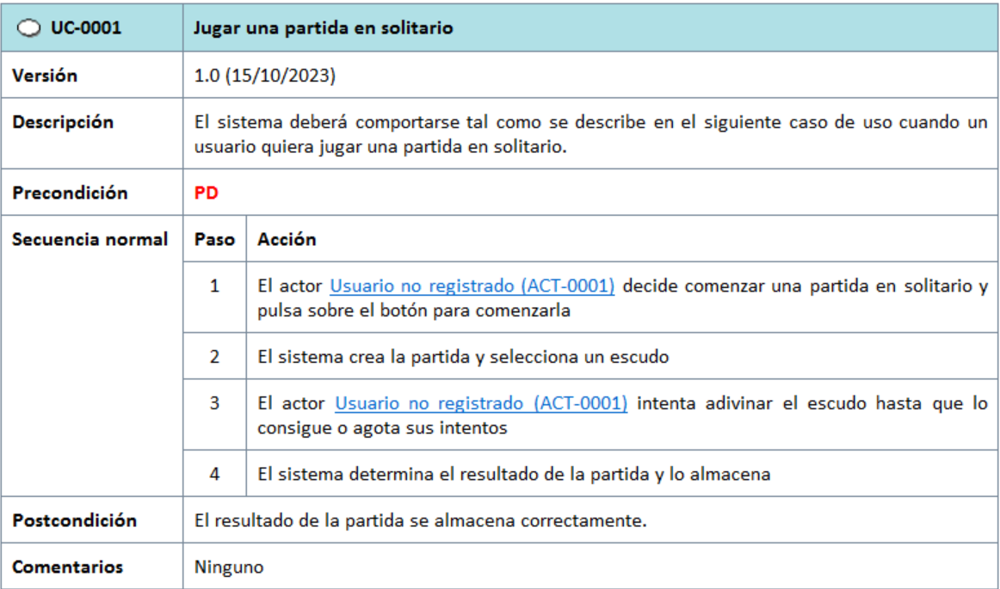 UC-0001 Jugar una partida en solitario
Versión 1.0 (15/10/2023)
Descripción El sistema deberá comportarse tal como se describe en el siguiente caso de uso cuando un
usuario quiera jugar una partida en solitario.
Precondición PD
Secuencia normal Paso Acción
1 El actor Usuario no registrado (ACT-0001) decide comenzar una partida en solitario y
pulsa sobre el botón para comenzarla
2 El sistema crea la partida y selecciona un escudo
3 El actor Usuario no registrado (ACT-0001) intenta adivinar el escudo hasta que lo
consigue o agota sus intentos
4 El sistema determina el resultado de la partida y lo almacena
Postcondición El resultado de la partida se almacena correctamente.
Comentarios Ninguno